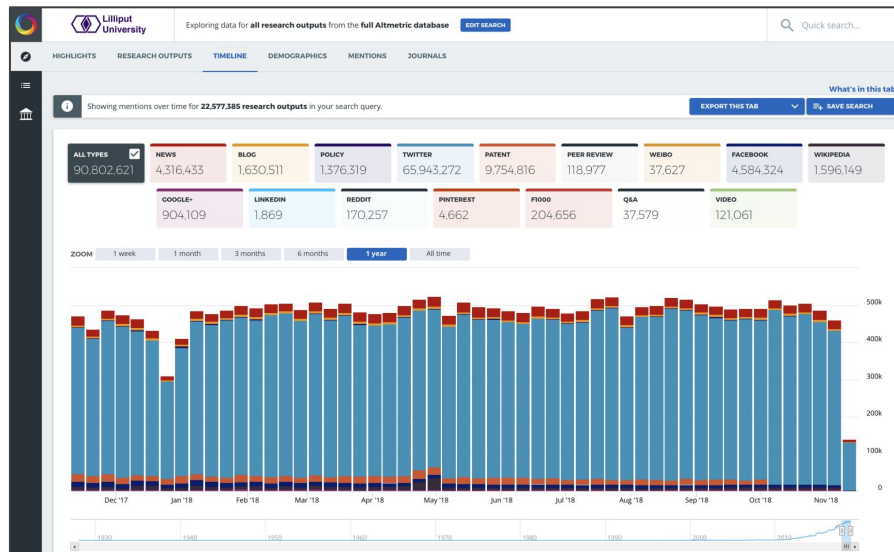 Lilliput
University
Exploring data for all research outputs from the full Altmetric database
EDIT SEARCH
Quick search...
HIGHLIGHTS RESEARCH OUTPUTS TIMELINE DEMOGRAPHICS MENTIONS JOURNALS
What's in this tab
Showing mentions over time for 22,577,385 research outputs in your search query.
EXPORT THIS TAB SAVE SEARCH
ALL TYPES NEWS BLOG POLICY TWITTER PATENT PEER REVIEW WEIBO FACEBOOK WIKIPEDIA
90,802,621 4,316,433 1,630,511 1,376,319 65,943,272 9,754,816 118,977 37,627 4,584,324 1,596,149
GOOGLE+ LINKEDIN REDDIT PINTEREST F1000 Q&A VIDEO
904,109 1,869 170,257 4,662 204,656 37,579 121,061
ZOOM 1 week 1 month 3 months 6 months 1 year All time
500k
400k
300k
200k
100k
0
Dec '17 Jan '18 Feb '18 Mar '18 Apr '18 May '18 Jun '18 Jul '18 Aug '18 Sep '18 Oct '18 Nov '18
1930 1940 1950 1960 1970 1980 1990 2000 2010